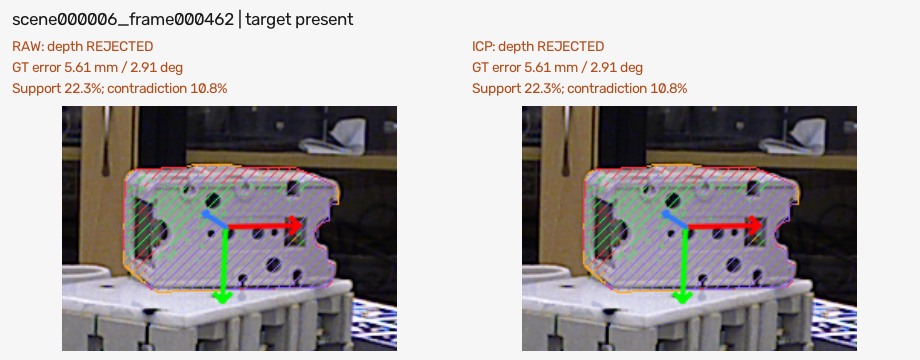 scene000006_frame000462 | target present
RAW: depth REJECTED
GT error 5.61 mm / 2.91 deg
Support 22.3%; contradiction 10.8%
ICP: depth REJECTED
GT error 5.61 mm / 2.91 deg
Support 22.3%; contradiction 10.8%